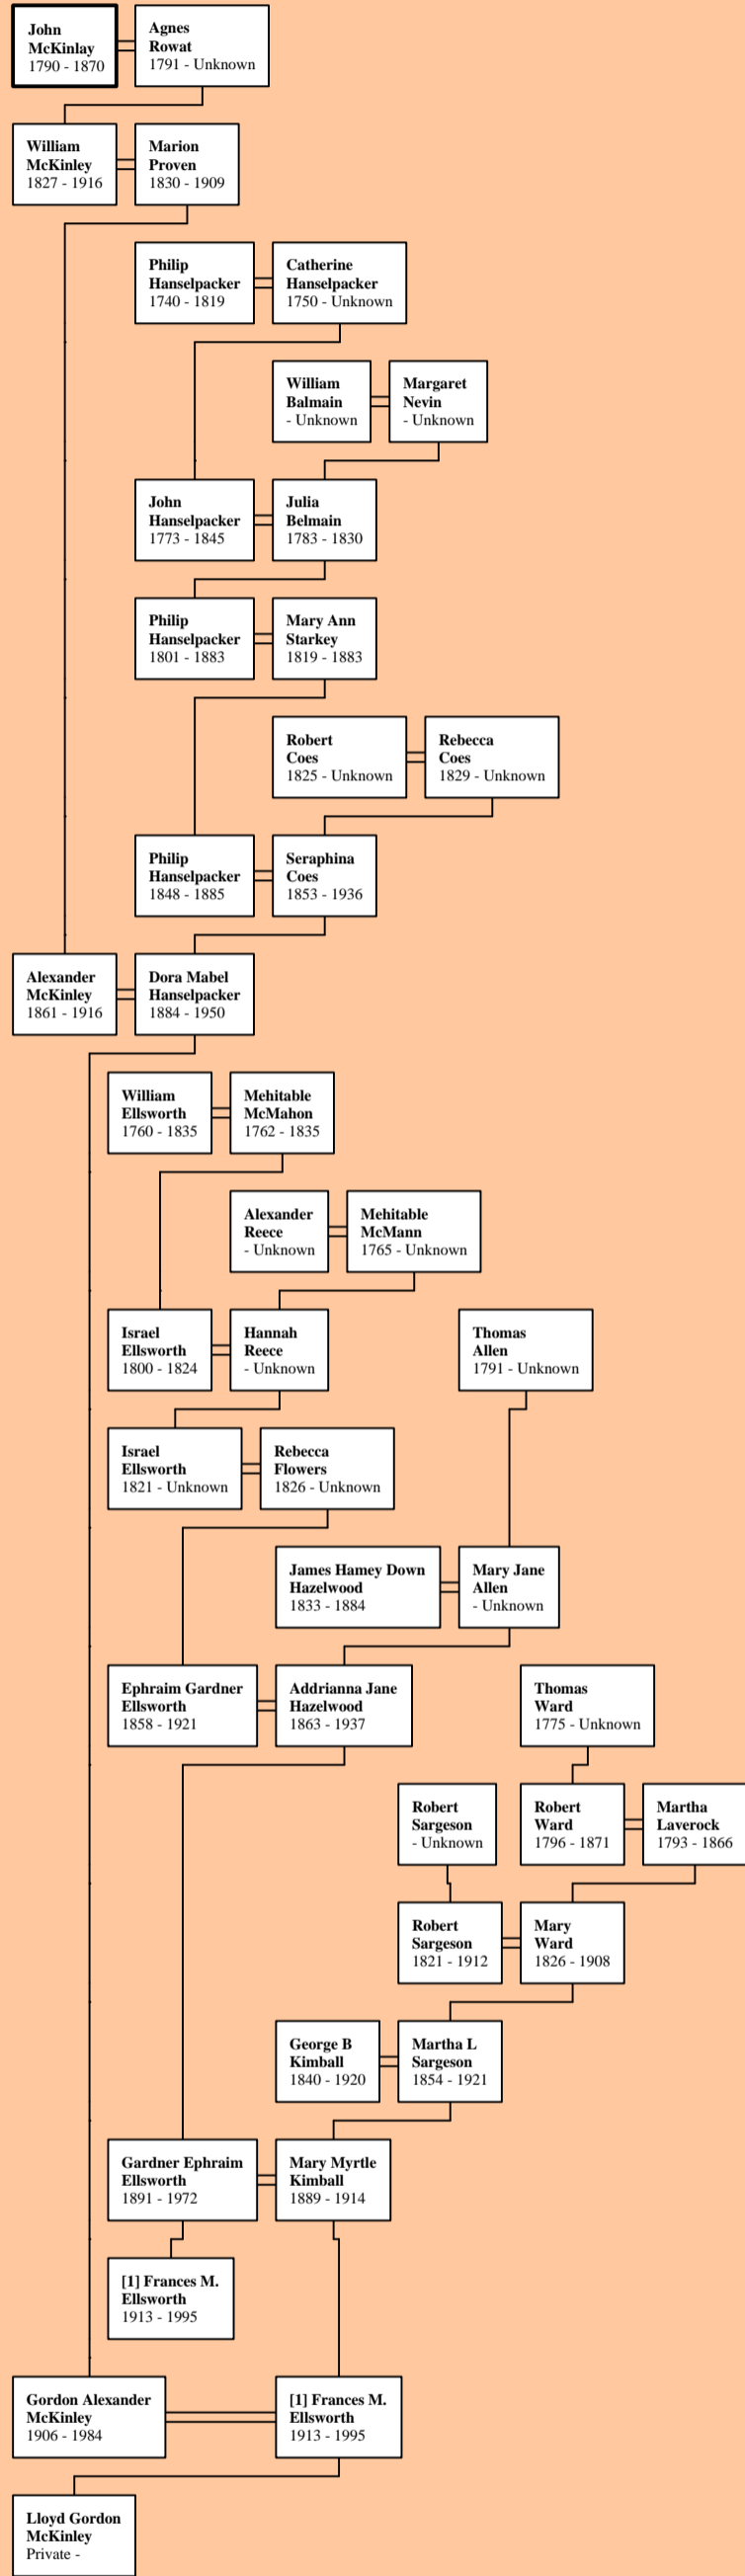 John
McKinlay
1790 - 1870
Agnes
Rowat
1791 - Unknown
William
McKinley
1827 - 1916
Marion
Proven
1830 - 1909
Philip
Hanselpacker
1740 - 1819
Catherine
Hanselpacker
1750 - Unknown
William
Balmain
- Unknown
Margaret
Nevin
- Unknown
John
Hanselpacker
1773 - 1845
Julia
Belmain
1783 - 1830
Philip
Hanselpacker
1801 - 1883
Mary Ann
Starkey
1819 - 1883
Robert
Coes
1825 - Unknown
Rebecca
Coes
1829 - Unknown
Philip
Hanselpacker
1848 - 1885
Seraphina
Coes
1853 - 1936
Alexander
McKinley
1861 - 1916
Dora Mabel
Hanselpacker
1884 - 1950
William
Ellsworth
1760 - 1835
Mehitable
McMahon
1762 - 1835
Alexander
Reece
- Unknown
Mehitable
McMann
1765 - Unknown
Israel
Ellsworth
1800 - 1824
Hannah
Reece
- Unknown
Thomas
Allen
1791 - Unknown
Israel
Ellsworth
1821 - Unknown
Rebecca
Flowers
1826 - Unknown
James Hamey Down
Hazelwood
1833 - 1884
Mary Jane
Allen
- Unknown
Ephraim Gardner
Ellsworth
1858 - 1921
Addrianna Jane
Hazelwood
1863 - 1937
Thomas
Ward
1775 - Unknown
Robert
Sargeson
- Unknown
Robert
Ward
1796 - 1871
Martha
Laverock
1793 - 1866
Robert
Sargeson
1821 - 1912
Mary
Ward
1826 - 1908
George B
Kimball
1840 - 1920
Martha L
Sargeson
1854 - 1921
Gardner Ephraim
Ellsworth
1891 - 1972
Mary Myrtle
Kimball
1889 - 1914
[1] Frances M.
Ellsworth
1913 - 1995
Gordon Alexander
McKinley
1906 - 1984
[1] Frances M.
Ellsworth
1913 - 1995
Lloyd Gordon
McKinley
Private -